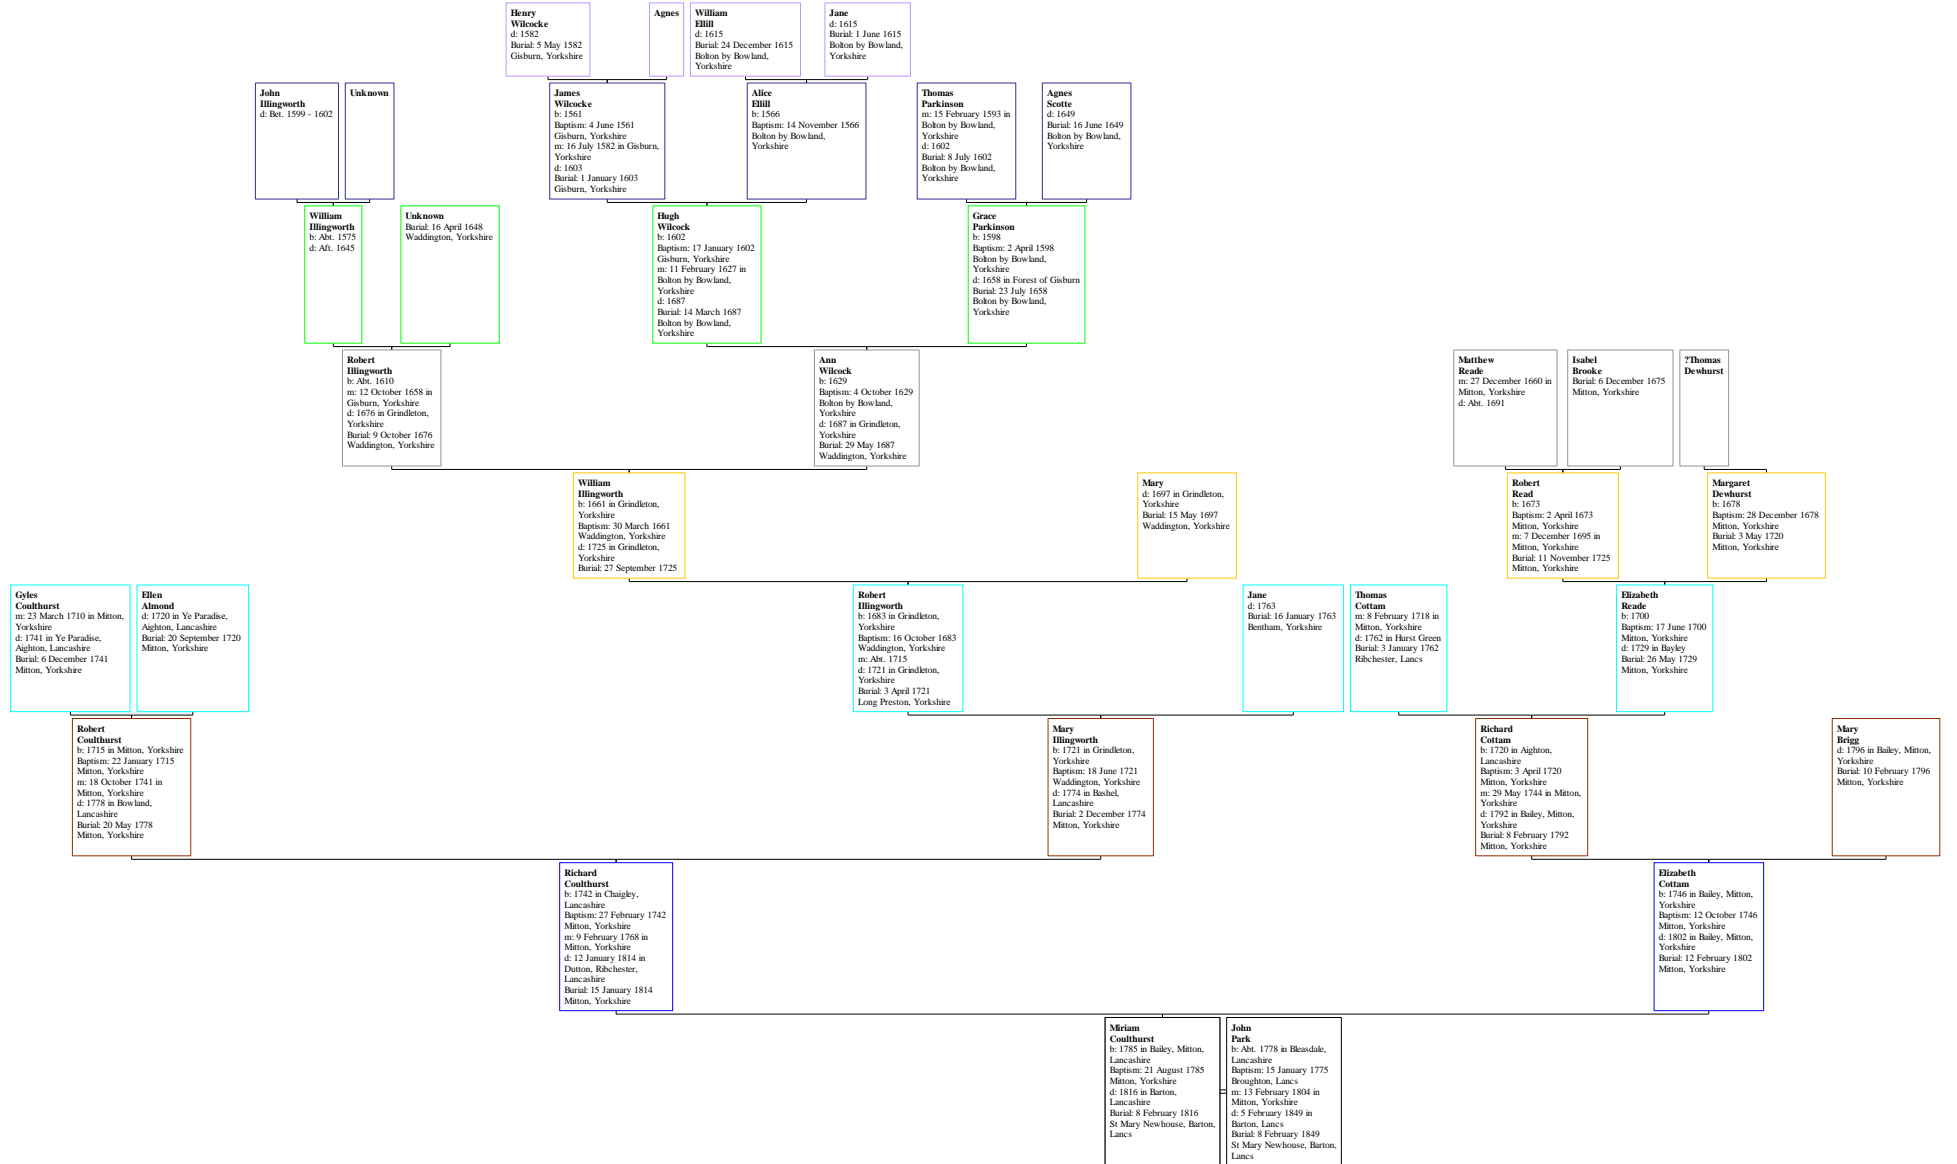 Henry
Wilcocke
d: 1582
Burial: 5 May 1582
Gisburn, Yorkshire
Agnes
William
Ellill
d: 1615
Burial: 24 December 1615
Bolton by Bowland,
Yorkshire
Jane
d: 1615
Burial: 1 June 1615
Bolton by Bowland,
Yorkshire
John
Illingworth
d: Bet. 1599 - 1602
Unknown
James
Wilcocke
b: 1561
Baptism: 4 June 1561
Gisburn, Yorkshire
m: 16 July 1582 in Gisburn,
Yorkshire
d: 1603
Burial: 1 January 1603
Gisburn, Yorkshire
Alice
Ellill
b: 1566
Baptism: 14 November 1566
Bolton by Bowland,
Yorkshire
Thomas
Parkinson
m: 15 February 1593 in
Bolton by Bowland,
Yorkshire
d: 1602
Burial: 8 July 1602
Bolton by Bowland,
Yorkshire
Agnes
Scotte
d: 1649
Burial: 16 June 1649
Bolton by Bowland,
Yorkshire
William
Illingworth
b: Abt. 1575
d: Aft. 1645
Unknown
Burial: 16 April 1648
Waddington, Yorkshire
Hugh
Wilcock
b: 1602
Baptism: 17 January 1602
Gisburn, Yorkshire
m: 11 February 1627 in
Bolton by Bowland,
Yorkshire
d: 1687
Burial: 14 March 1687
Bolton by Bowland,
Yorkshire
Grace
Parkinson
b: 1598
Baptism: 2 April 1598
Bolton by Bowland,
Yorkshire
d: 1658 in Forest of Gisburn
Burial: 23 July 1658
Bolton by Bowland,
Yorkshire
Robert
Illingworth
b: Abt. 1610
m: 12 October 1658 in
Gisburn, Yorkshire
d: 1676 in Grindleton,
Yorkshire
Burial: 9 October 1676
Waddington, Yorkshire
Ann
Wilcock
b: 1629
Baptism: 4 October 1629
Bolton by Bowland,
Yorkshire
d: 1687 in Grindleton,
Yorkshire
Burial: 29 May 1687
Waddington, Yorkshire
Matthew
Reade
m: 27 December 1660 in
Mitton, Yorkshire
d: Abt. 1691
Isabel
Brooke
Burial: 6 December 1675
Mitton, Yorkshire
?Thomas
Dewhurst
William
Illingworth
b: 1661 in Grindleton,
Yorkshire
Baptism: 30 March 1661
Waddington, Yorkshire
d: 1725 in Grindleton,
Yorkshire
Burial: 27 September 1725
Mary
d: 1697 in Grindleton,
Yorkshire
Burial: 15 May 1697
Waddington, Yorkshire
Robert
Read
b: 1673
Baptism: 2 April 1673
Mitton, Yorkshire
m: 7 December 1695 in
Mitton, Yorkshire
Burial: 11 November 1725
Mitton, Yorkshire
Margaret
Dewhurst
b: 1678
Baptism: 28 December 1678
Mitton, Yorkshire
Burial: 3 May 1720
Mitton, Yorkshire
Gyles
Coulthurst
m: 23 March 1710 in Mitton,
Yorkshire
d: 1741 in Ye Paradise,
Aighton, Lancashire
Burial: 6 December 1741
Mitton, Yorkshire
Ellen
Almond
d: 1720 in Ye Paradise,
Aighton, Lancashire
Burial: 20 September 1720
Mitton, Yorkshire
Robert
Illingworth
b: 1683 in Grindleton,
Yorkshire
Baptism: 16 October 1683
Waddington, Yorkshire
m: Abt. 1715
d: 1721 in Grindleton,
Yorkshire
Burial: 3 April 1721
Long Preston, Yorkshire
Jane
d: 1763
Burial: 16 January 1763
Bentham, Yorkshire
Thomas
Cottam
m: 8 February 1718 in
Mitton, Yorkshire
d: 1762 in Hurst Green
Burial: 3 January 1762
Ribchester, Lancs
Elizabeth
Reade
b: 1700
Baptism: 17 June 1700
Mitton, Yorkshire
d: 1729 in Bayley
Burial: 26 May 1729
Mitton, Yorkshire
Robert
Coulthurst
b: 1715 in Mitton, Yorkshire
Baptism: 22 January 1715
Mitton, Yorkshire
m: 18 October 1741 in
Mitton, Yorkshire
d: 1778 in Bowland,
Lancashire
Burial: 20 May 1778
Mitton, Yorkshire
Mary
Illingworth
b: 1721 in Grindleton,
Yorkshire
Baptism: 18 June 1721
Waddington, Yorkshire
d: 1774 in Bashel,
Lancashire
Burial: 2 December 1774
Mitton, Yorkshire
Richard
Cottam
b: 1720 in Aighton,
Lancashire
Baptism: 3 April 1720
Mitton, Yorkshire
m: 29 May 1744 in Mitton,
Yorkshire
d: 1792 in Bailey, Mitton,
Yorkshire
Burial: 8 February 1792
Mitton, Yorkshire
Mary
Brigg
d: 1796 in Bailey, Mitton,
Yorkshire
Burial: 10 February 1796
Mitton, Yorkshire
Richard
Coulthurst
b: 1742 in Chaigley,
Lancashire
Baptism: 27 February 1742
Mitton, Yorkshire
m: 9 February 1768 in
Mitton, Yorkshire
d: 12 January 1814 in
Dutton, Ribchester,
Lancashire
Burial: 15 January 1814
Mitton, Yorkshire
Elizabeth
Cottam
b: 1746 in Bailey, Mitton,
Yorkshire
Baptism: 12 October 1746
Mitton, Yorkshire
d: 1802 in Bailey, Mitton,
Yorkshire
Burial: 12 February 1802
Mitton, Yorkshire
Miriam
Coulthurst
b: 1785 in Bailey, Mitton,
Lancashire
Baptism: 21 August 1785
Mitton, Yorkshire
d: 1816 in Barton,
Lancashire
Burial: 8 February 1816
St Mary Newhouse, Barton,
Lancs
John
Park
b: Abt. 1778 in Bleasdale,
Lancashire
Baptism: 15 January 1775
Broughton, Lancs
m: 13 February 1804 in
Mitton, Yorkshire
d: 5 February 1849 in
Barton, Lancs
Burial: 8 February 1849
St Mary Newhouse, Barton,
Lancs